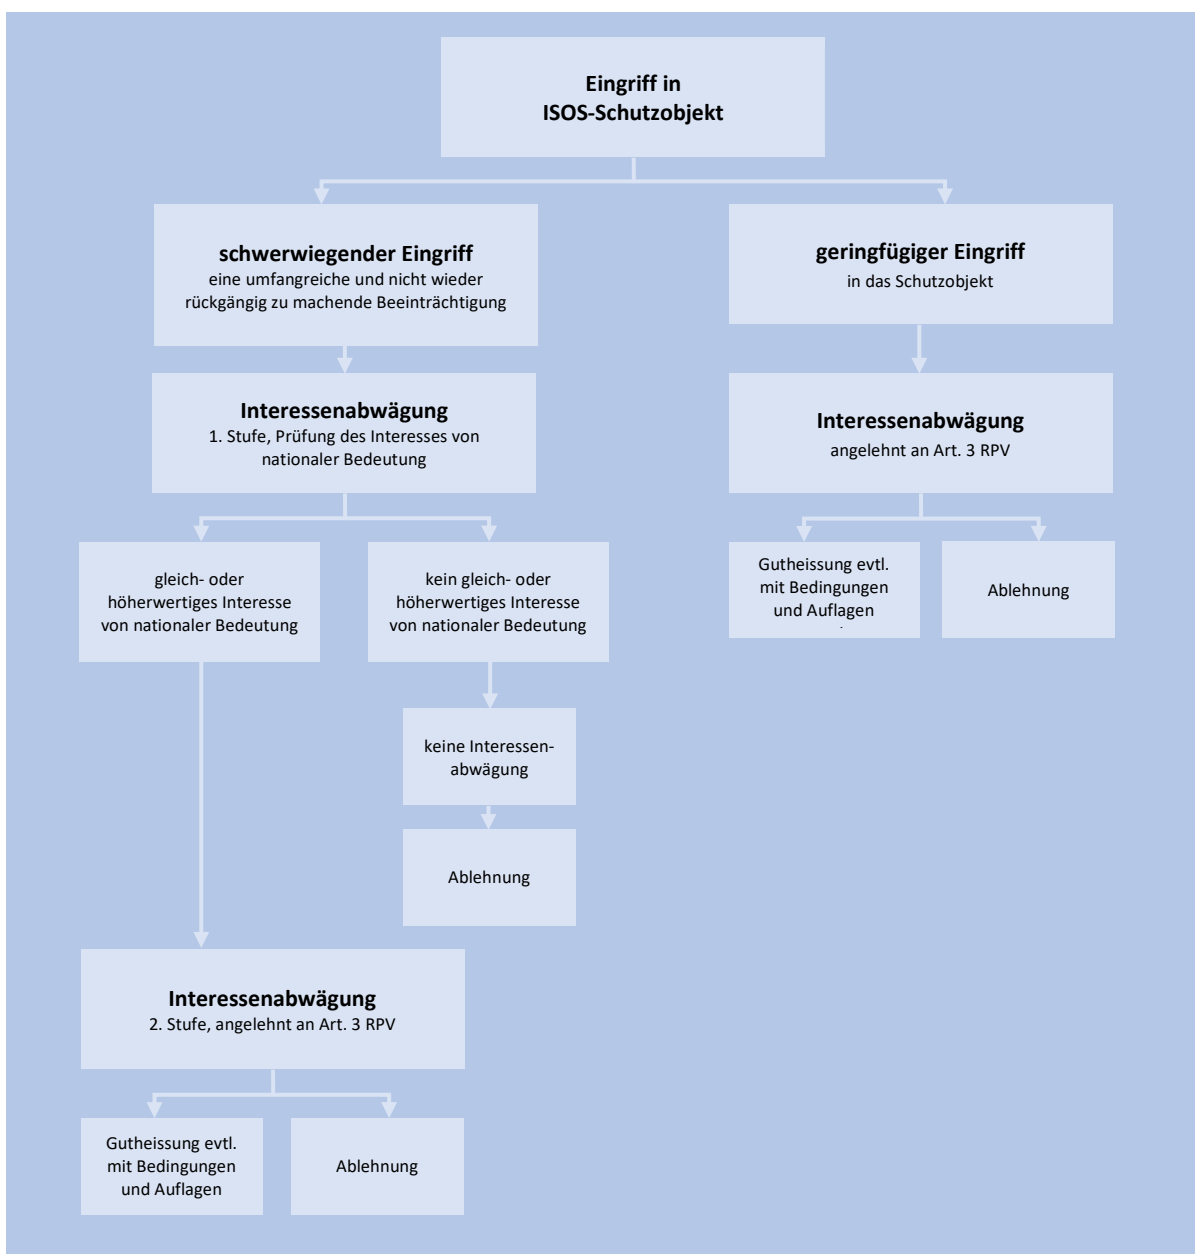 Eingriff in
ISOS-Schutzobjekt
schwerwiegender Eingriff
eine umfangreiche und nicht wieder
rückgängig zu machende Beeinträchtigung
geringfügiger Eingriff
in das Schutzobjekt
Interessenabwägung
1. Stufe, Prüfung des Interesses von
nationaler Bedeutung
Interessenabwägung
angelehnt an Art. 3 RPV
gleich- oder
höherwertiges Interesse
von nationaler Bedeutung
kein gleich- oder
höherwertiges Interesse
von nationaler Bedeutung
Gutheissung evtl.
mit Bedingungen
und Auflagen
Ablehnung
keine Interessen-
abwägung
Ablehnung
Interessenabwägung
2. Stufe, angelehnt an Art. 3 RPV
Gutheissung evtl.
mit Bedingungen
und Auflagen
Ablehnung